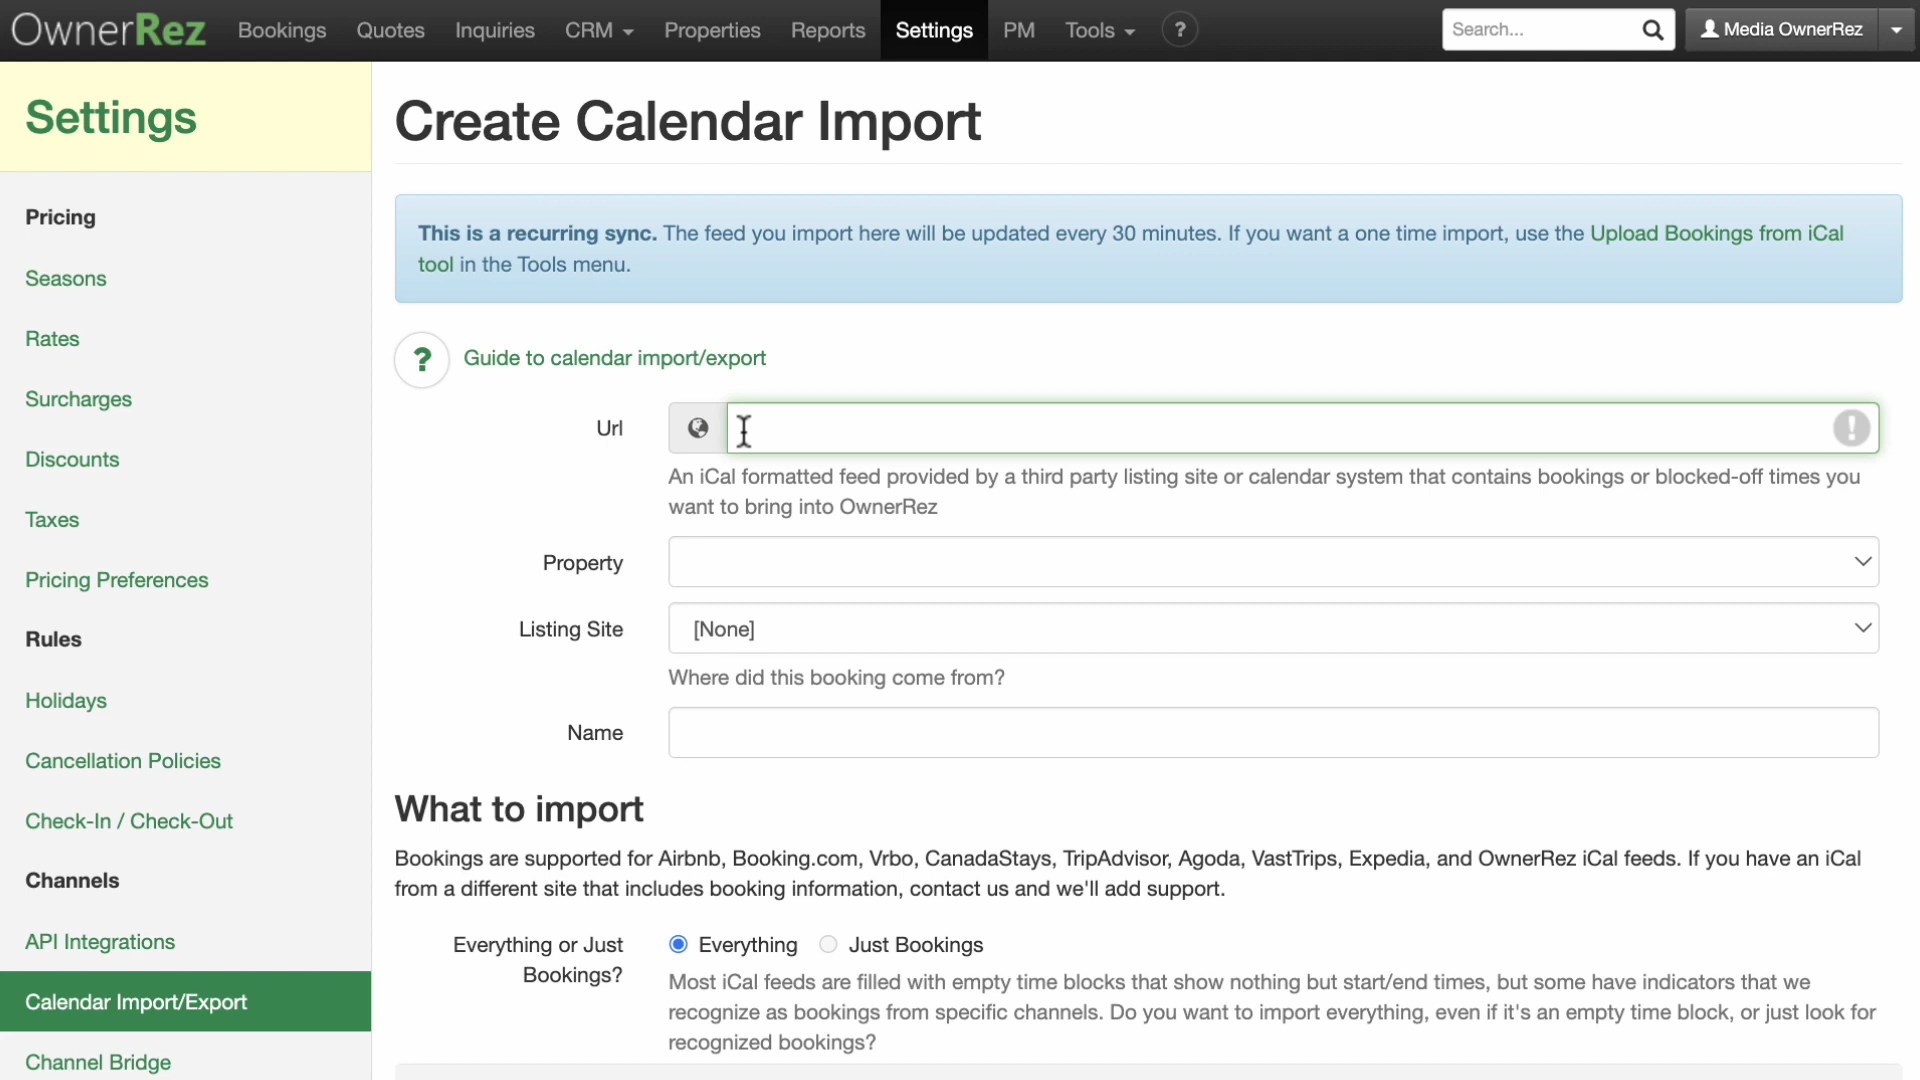 OwnerRez Bookings Quotes Inquiries CRM Properties Reports Settings PM Tools ? Search... Media OwnerRez
Settings
Pricing
Seasons
Rates
Surcharges
Discounts
Taxes
Pricing Preferences
Rules
Holidays
Cancellation Policies
Check-In / Check-Out
Channels
API Integrations
Calendar Import/Export
Channel Bridge
Create Calendar Import
This is a recurring sync. The feed you import here will be updated every 30 minutes. If you want a one time import, use the Upload Bookings from iCal
tool in the Tools menu.
? Guide to calendar import/export
Url
An iCal formatted feed provided by a third party listing site or calendar system that contains bookings or blocked-off times you
want to bring into OwnerRez
Property
Listing Site [None]
Where did this booking come from?
Name
What to import
Bookings are supported for Airbnb, Booking.com, Vrbo, CanadaStays, TripAdvisor, Agoda, VastTrips, Expedia, and OwnerRez iCal feeds. If you have an iCal
from a different site that includes booking information, contact us and we'll add support.
Everything or Just
Bookings?
Everything Just Bookings
Most iCal feeds are filled with empty time blocks that show nothing but start/end times, but some have indicators that we
recognize as bookings from specific channels. Do you want to import everything, even if it's an empty time block, or just look for
recognized bookings?